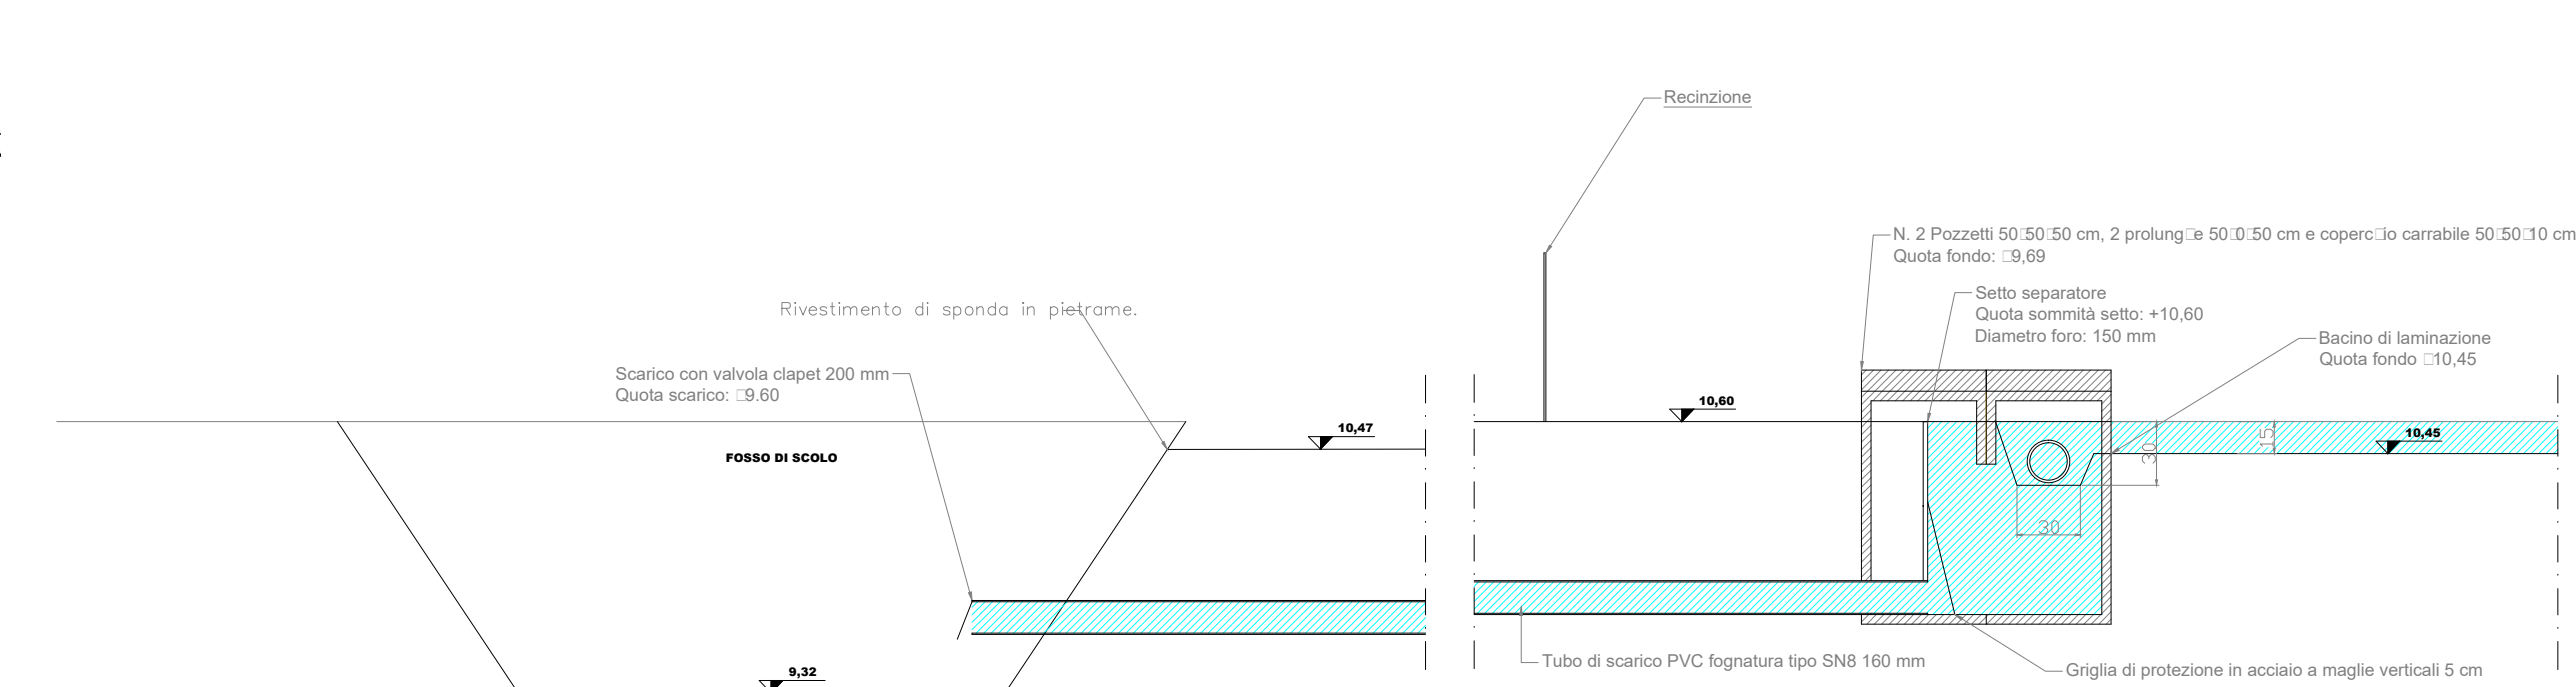 Recinzione
N. 2 Pozzetti 50□50□50 cm, 2 prolung□e 50□0□50 cm e coperc□io carrabile 50□50□10 cm
Quota fondo: □9,69
Setto separatore
Quota sommità setto: +10,60
Diametro foro: 150 mm
Rivestimento di sponda in pietrame.
Bacino di laminazione
Quota fondo □10,45
Scarico con valvola clapet 200 mm
Quota scarico: □9.60
10,60
10,47
10,45
15
30
FOSSO DI SCOLO
30
Tubo di scarico PVC fognatura tipo SN8 160 mm
Griglia di protezione in acciaio a maglie verticali 5 cm
9,32